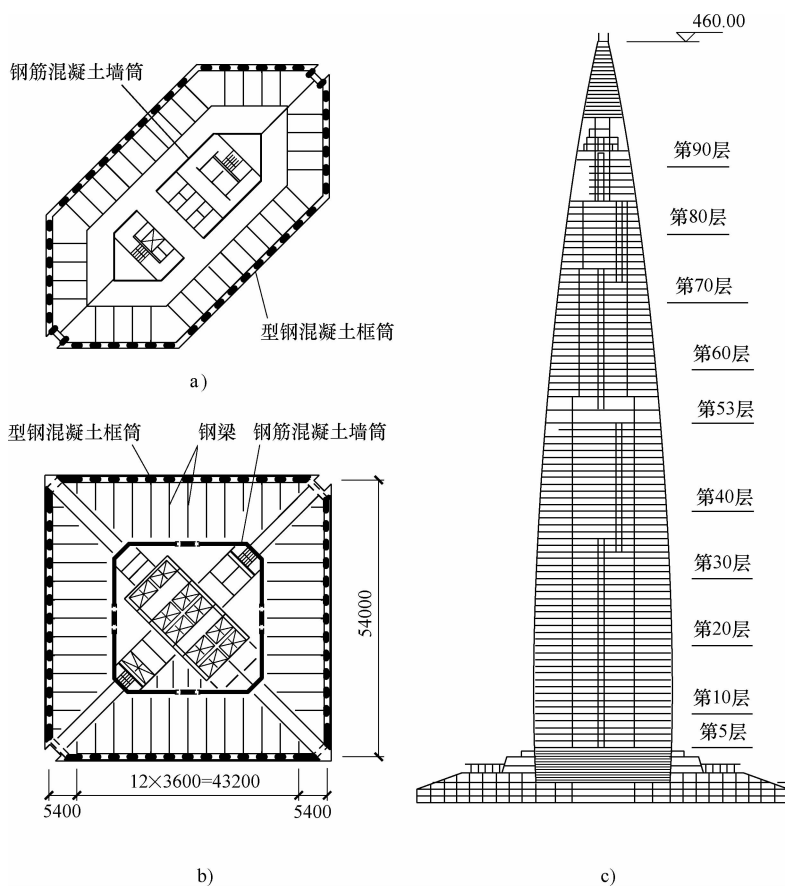 钢筋混凝土墙筒
型钢混凝土框筒
a)
型钢混凝土框筒
钢梁
钢筋混凝土墙筒
54000
12×3600=43200
5400
5400
b)
460.00
第90层
第80层
第70层
第60层
第53层
第40层
第30层
第20层
第10层
第5层
c)